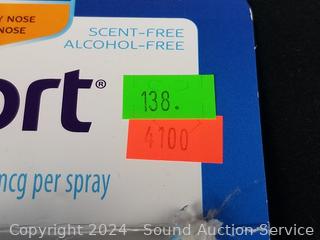 Y NOSE
NOSE
SCENT-FREE
ALCOHOL-FREE
ort®
138.
4100
mcg per spray
Copyright 2024 - Sound Auction Service